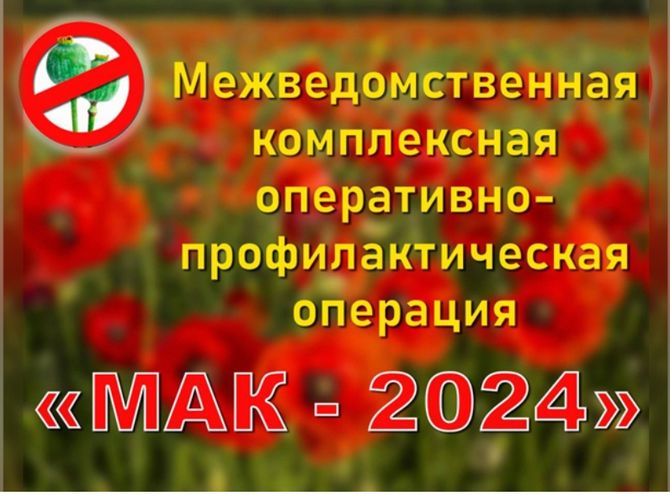 Межведомственная
комплексная
оперативно-
профилактическая
операция
«МАК - 2024»